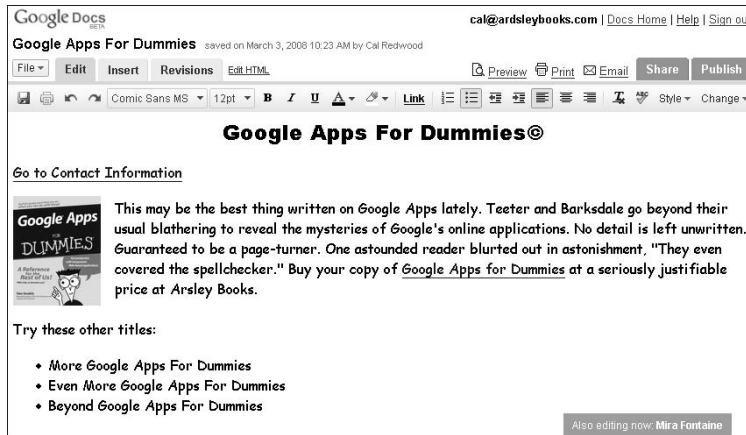 Google Docs
BETA
cal@ardsleybooks.com | Docs Home | Help | Sign ou
Google Apps For Dummies saved on March 3, 2008 10:23 AM by Cal Redwood
File Edit Insert Revisions Edit HTML Preview Print Email Share Publish
Comic Sans MS 12pt B I U A Link Style Change
Google Apps For Dummies©
Go to Contact Information
Google Apps
FOR
DUMMIES
A Reference
for the
Rest of Us!
This may be the best thing written on Google Apps lately. Teeter and Barksdale go beyond their
usual blathering to reveal the mysteries of Google's online applications. No detail is left unwritten.
Guaranteed to be a page-turner. One astounded reader blurted out in astonishment, "They even
covered the spellchecker." Buy your copy of Google Apps for Dummies at a seriously justifiable
price at Arsley Books.
Try these other titles:
• More Google Apps For Dummies
• Even More Google Apps For Dummies
• Beyond Google Apps For Dummies
Also editing now: Mira Fontaine